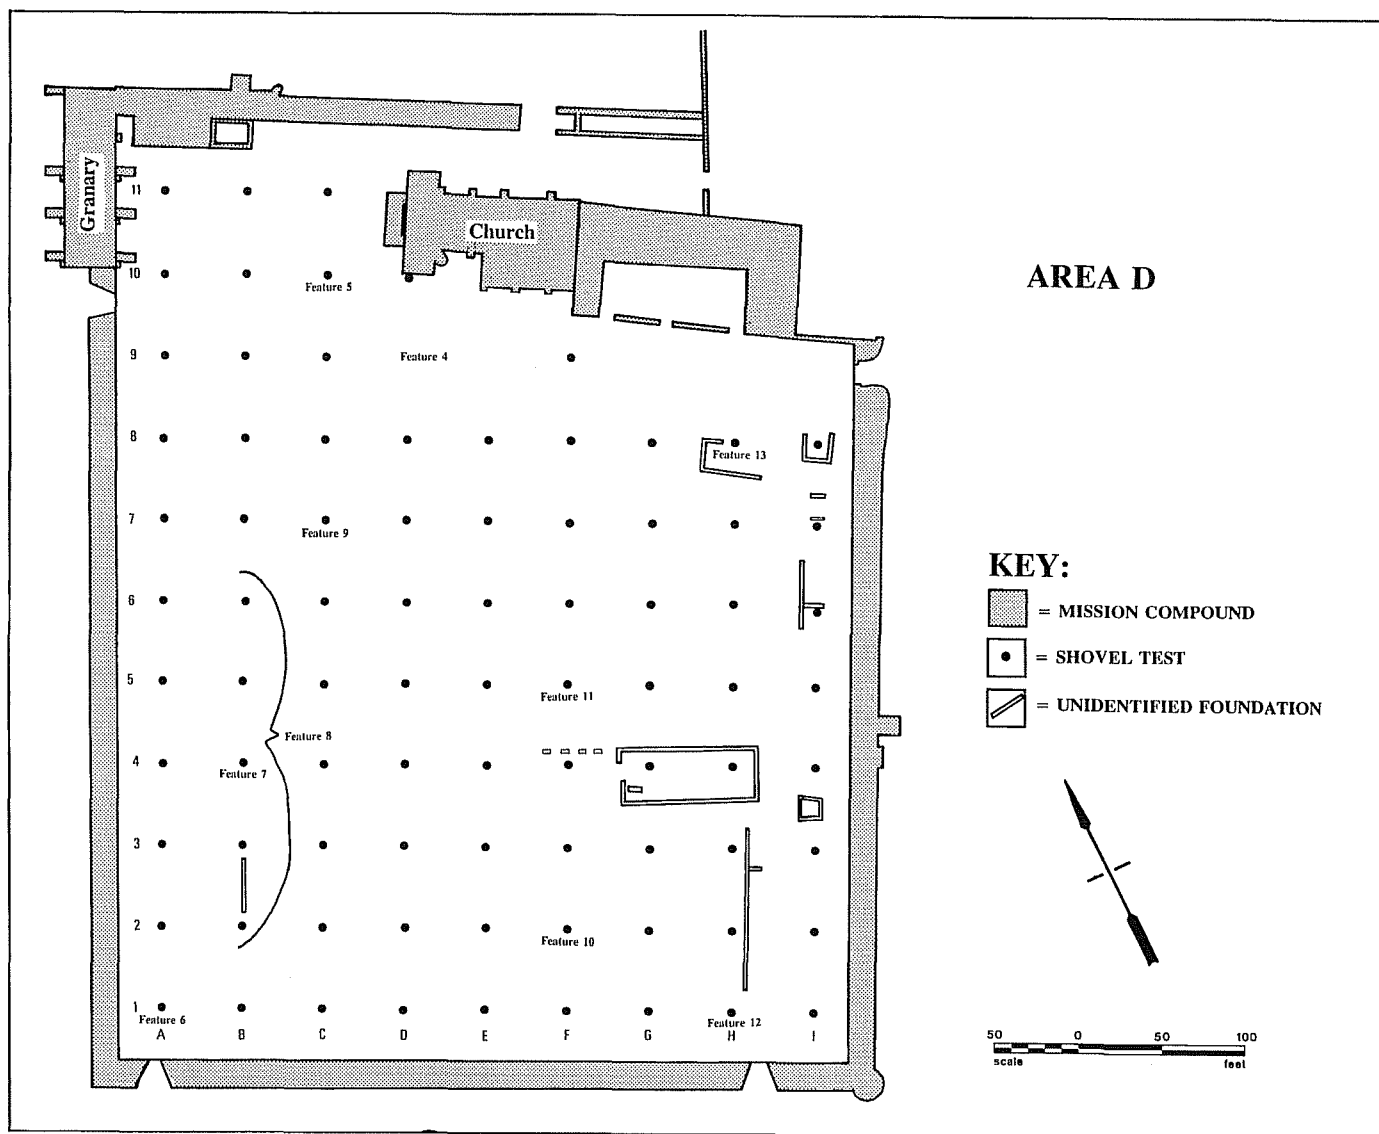 Granary
11
Church
10
Feature 5
AREA D
9
Feature 4
8
Feature 13
7
Feature 9
KEY:
6
= MISSION COMPOUND
= SHOVEL TEST
5
Feature 11
= UNIDENTIFIED FOUNDATION
Feature 8
4
Feature 7
3
2
Feature 10
1
Feature 6
Feature 12
A B C D E F G H I
50 0 50 100
scale feet